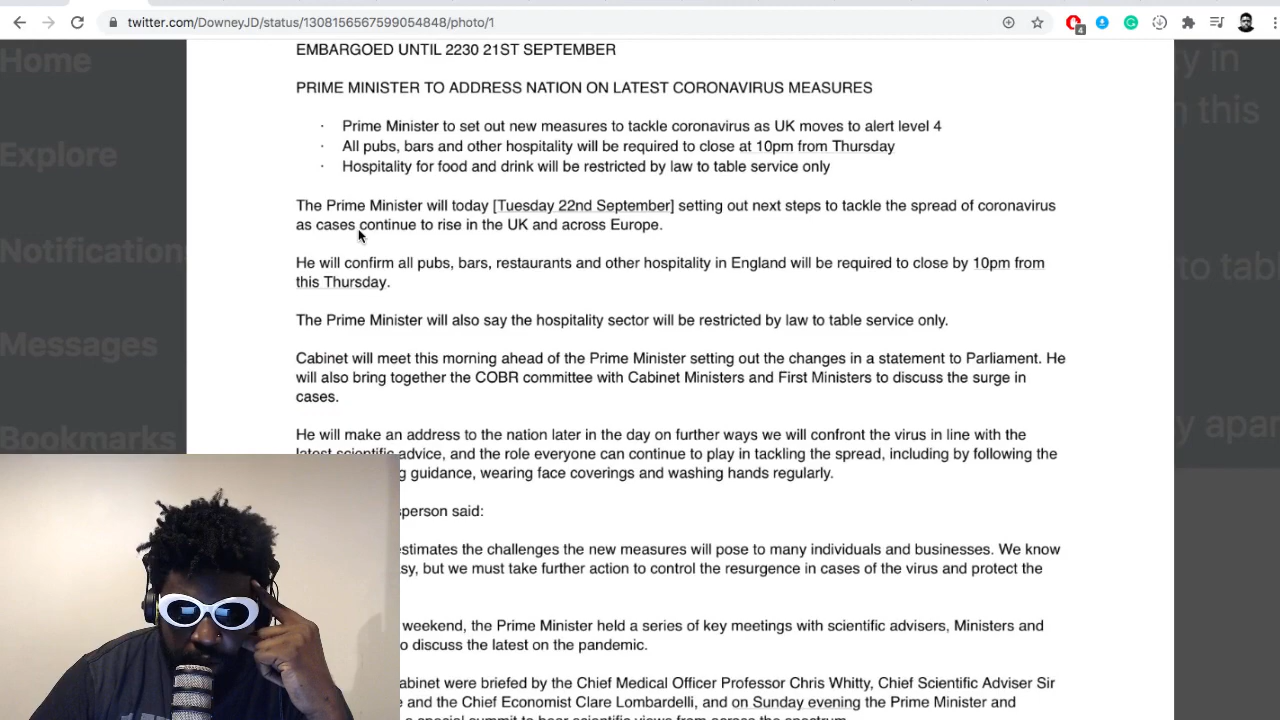 twitter.com/DowneyJD/status/1308156567599054848/photo/1
4
EMBARGOED UNTIL 2230 21ST SEPTEMBER
Home
PRIME MINISTER TO ADDRESS NATION ON LATEST CORONAVIRUS MEASURES
· Prime Minister to set out new measures to tackle coronavirus as UK moves to alert level 4
· All pubs, bars and other hospitality will be required to close at 10pm from Thursday
· Hospitality for food and drink will be restricted by law to table service only
Explore
The Prime Minister will today [Tuesday 22nd September] setting out next steps to tackle the spread of coronavirus
as cases continue to rise in the UK and across Europe.
Notifications
He will confirm all pubs, bars, restaurants and other hospitality in England will be required to close by 10pm from
this Thursday.
The Prime Minister will also say the hospitality sector will be restricted by law to table service only.
Messages
Cabinet will meet this morning ahead of the Prime Minister setting out the changes in a statement to Parliament. He
will also bring together the COBR committee with Cabinet Ministers and First Ministers to discuss the surge in
cases.
Bookmarks
He will make an address to the nation later in the day on further ways we will confront the virus in line with the
latest scientific advice, and the role everyone can continue to play in tackling the spread, including by following the
guidance, wearing face coverings and washing hands regularly.
said:
the challenges the new measures will pose to many individuals and businesses. We know
but we must take further action to control the resurgence in cases of the virus and protect the
weekend, the Prime Minister held a series of key meetings with scientific advisers, Ministers and
to discuss the latest on the pandemic.
were briefed by the Chief Medical Officer Professor Chris Whitty, Chief Scientific Adviser Sir
and the Chief Economist Clare Lombardelli, and on Sunday evening the Prime Minister and
a special summit to hear scientific views from across the spectrum.